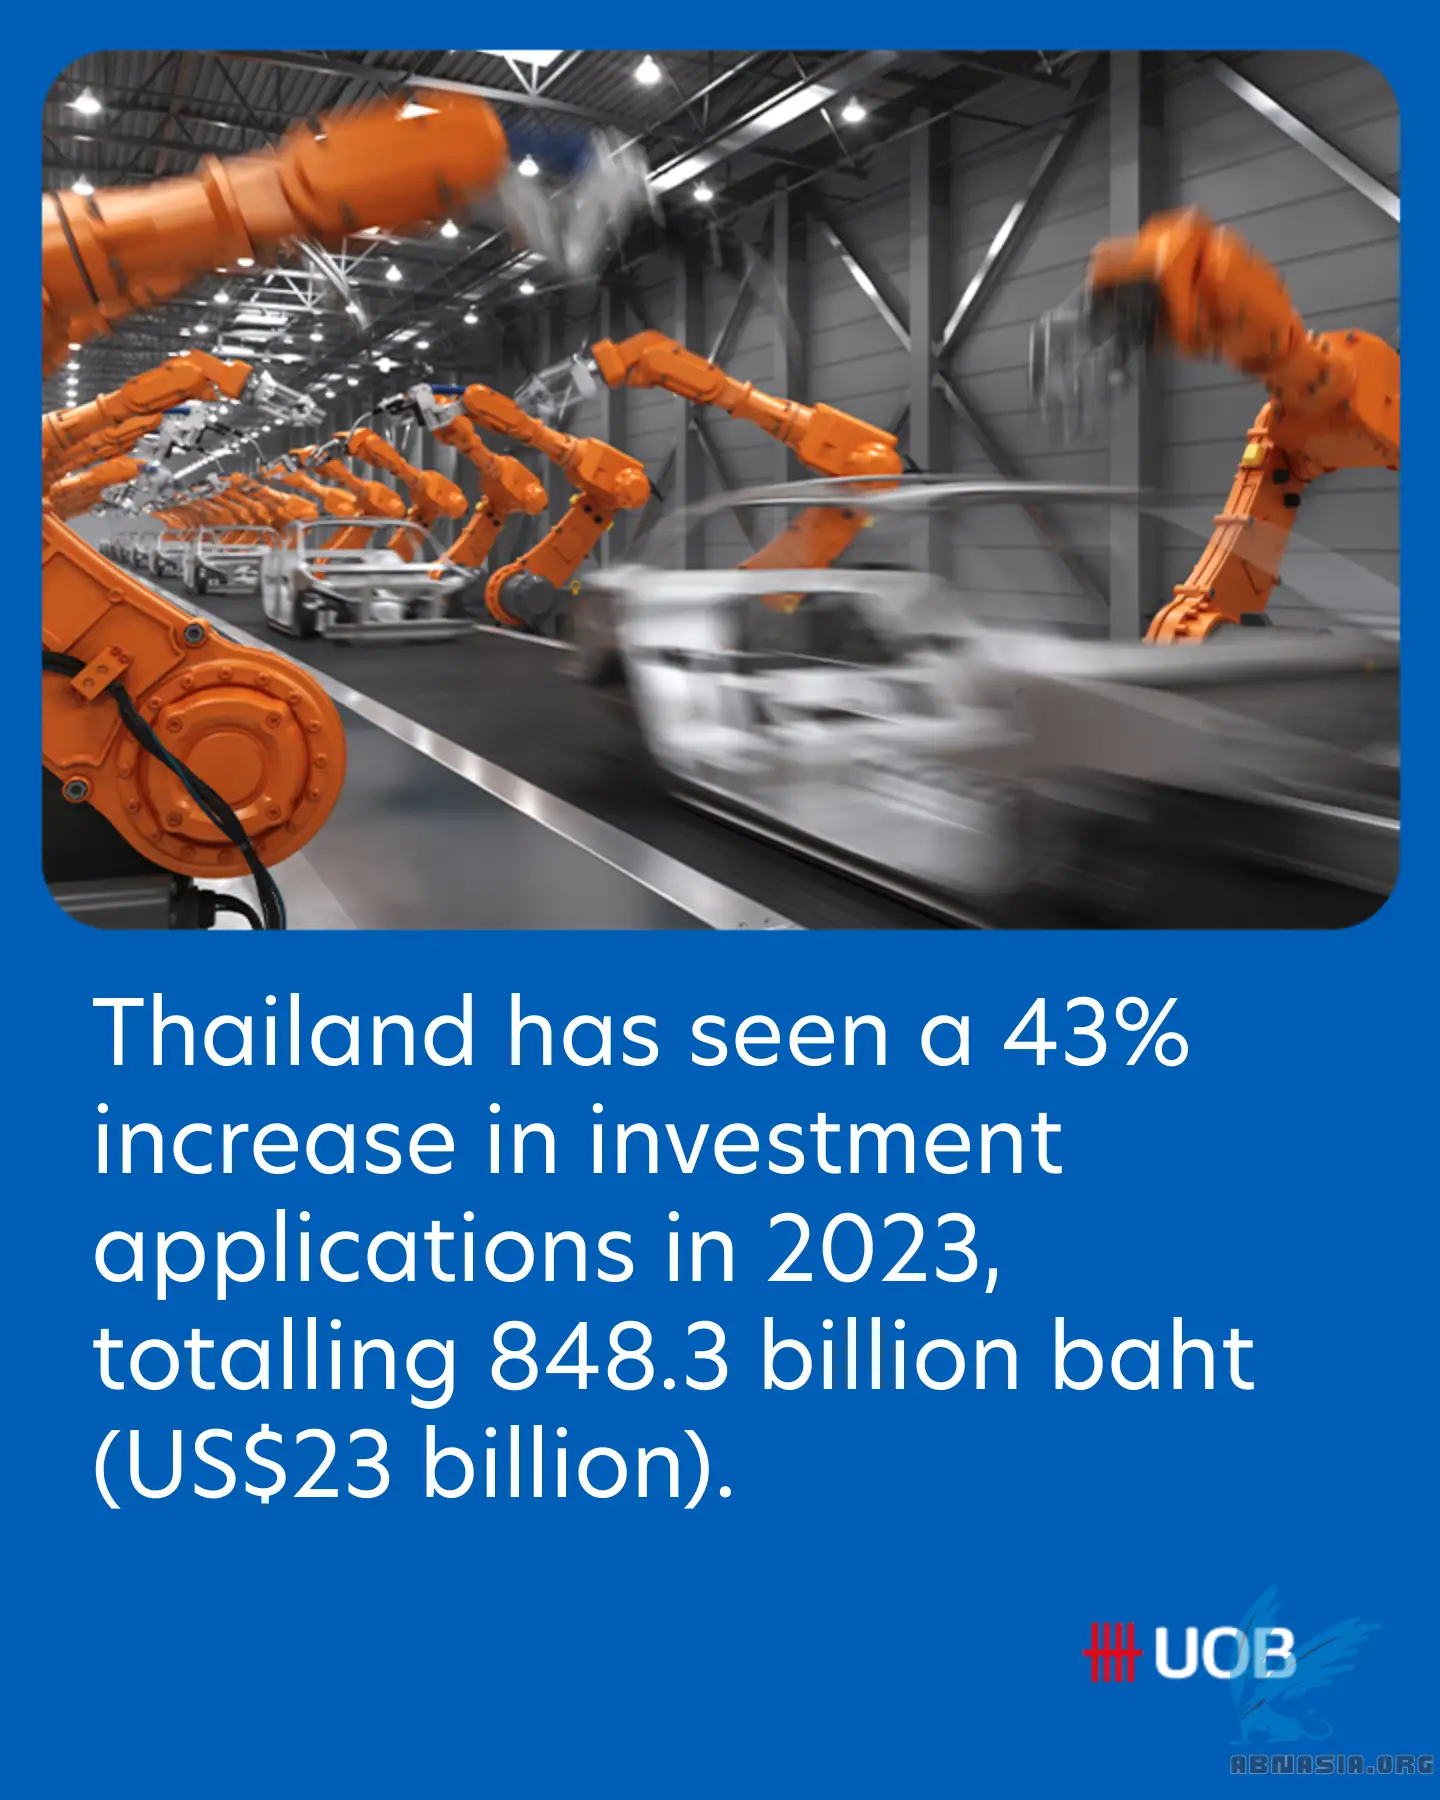 Thailand has seen a 43%
increase in investment
applications in 2023,
totalling 848.3 billion baht
(US$23 billion).
UOB
ABNASIA.ORG